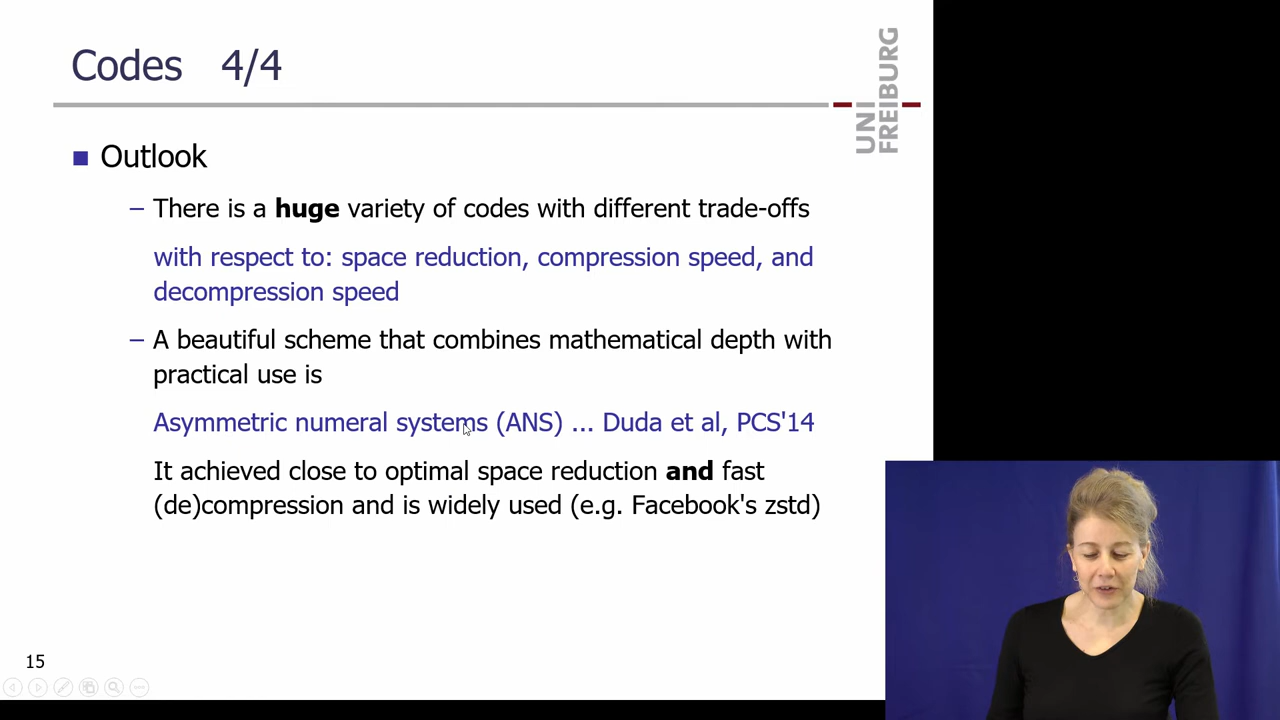 Codes 4/4
UNI
FREIBURG
Outlook
– There is a huge variety of codes with different trade-offs
with respect to: space reduction, compression speed, and
decompression speed
– A beautiful scheme that combines mathematical depth with
practical use is
Asymmetric numeral systems (ANS) ... Duda et al, PCS'14
It achieved close to optimal space reduction and fast
(de)compression and is widely used (e.g. Facebook's zstd)
15